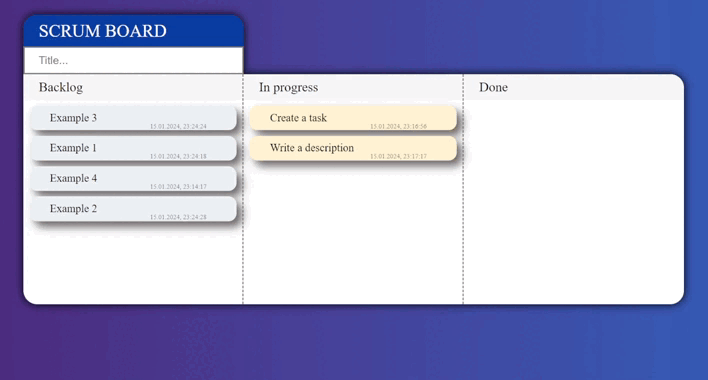 SCRUM BOARD
Title...
Backlog
Example 3
15.01.2024, 23:24:24
Example 1
15.01.2024, 23:24:18
Example 4
15.01.2024, 23:14:17
Example 2
15.01.2024, 23:24:28
In progress
Create a task
15.01.2024, 23:16:56
Write a description
15.01.2024, 23:17:17
Done